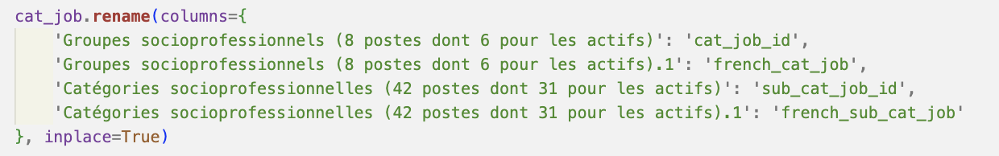 cat_job.rename(columns={
    'Groupes socioprofessionnels (8 postes dont 6 pour les actifs)': 'cat_job_id',
    'Groupes socioprofessionnels (8 postes dont 6 pour les actifs).1': 'french_cat_job',
    'Catégories socioprofessionnelles (42 postes dont 31 pour les actifs)': 'sub_cat_job_id',
    'Catégories socioprofessionnelles (42 postes dont 31 pour les actifs).1': 'french_sub_cat_job'
}, inplace=True)